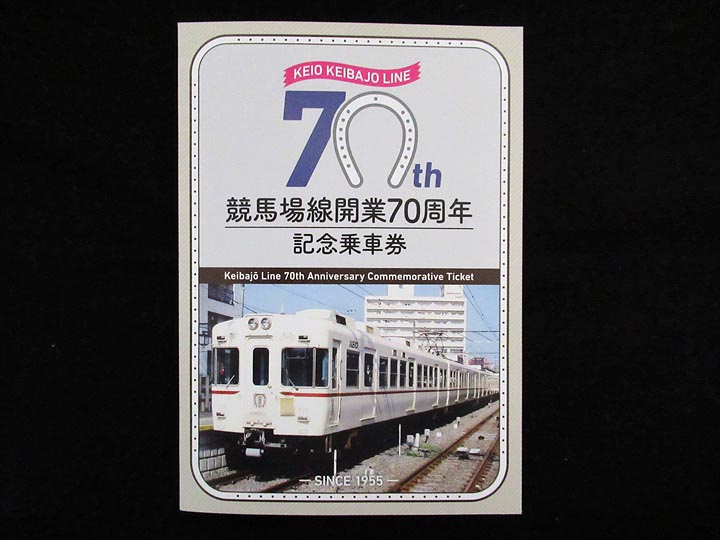 KEIO KEIBAJO LINE
70th
競馬場線開業70周年
記念乗車券
Keibajō Line 70th Anniversary Commemorative Ticket
KEIO
— SINCE 1955 —